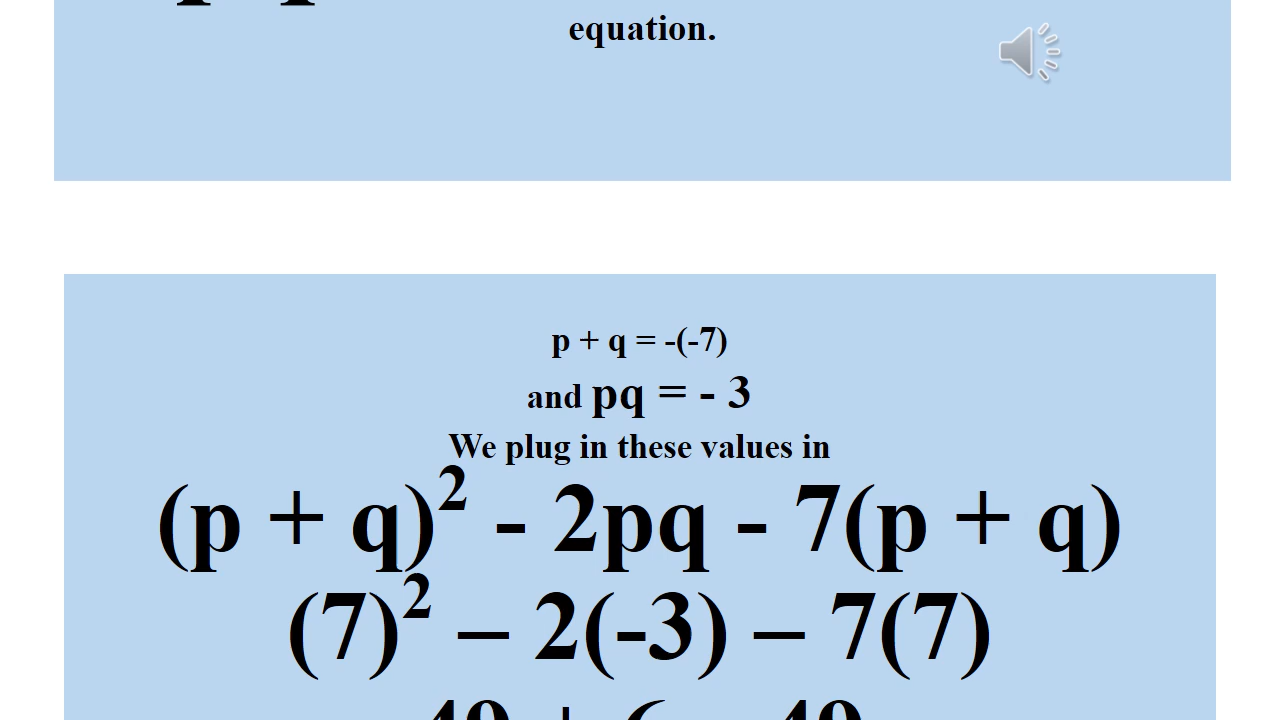 equation.
p + q = -(-7)
and pq = - 3
We plug in these values in
(p + q)² - 2pq - 7(p + q)
(7)² – 2(-3) – 7(7)